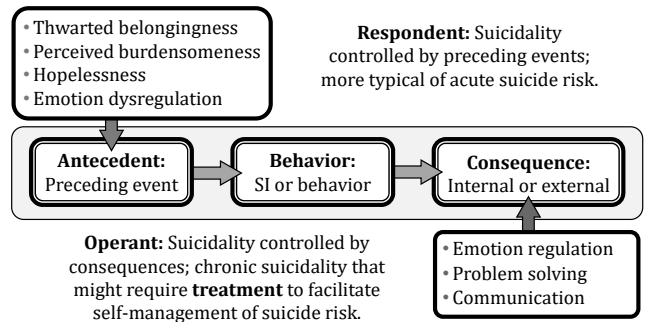 • Thwarted belongingness
• Perceived burdensomeness
• Hopelessness
• Emotion dysregulation
Respondent: Suicidality
controlled by preceding events;
more typical of acute suicide risk.
Antecedent:
Preceding event
Behavior:
SI or behavior
Consequence:
Internal or external
Operant: Suicidality controlled by
consequences; chronic suicidality that
might require treatment to facilitate
self-management of suicide risk.
• Emotion regulation
• Problem solving
• Communication